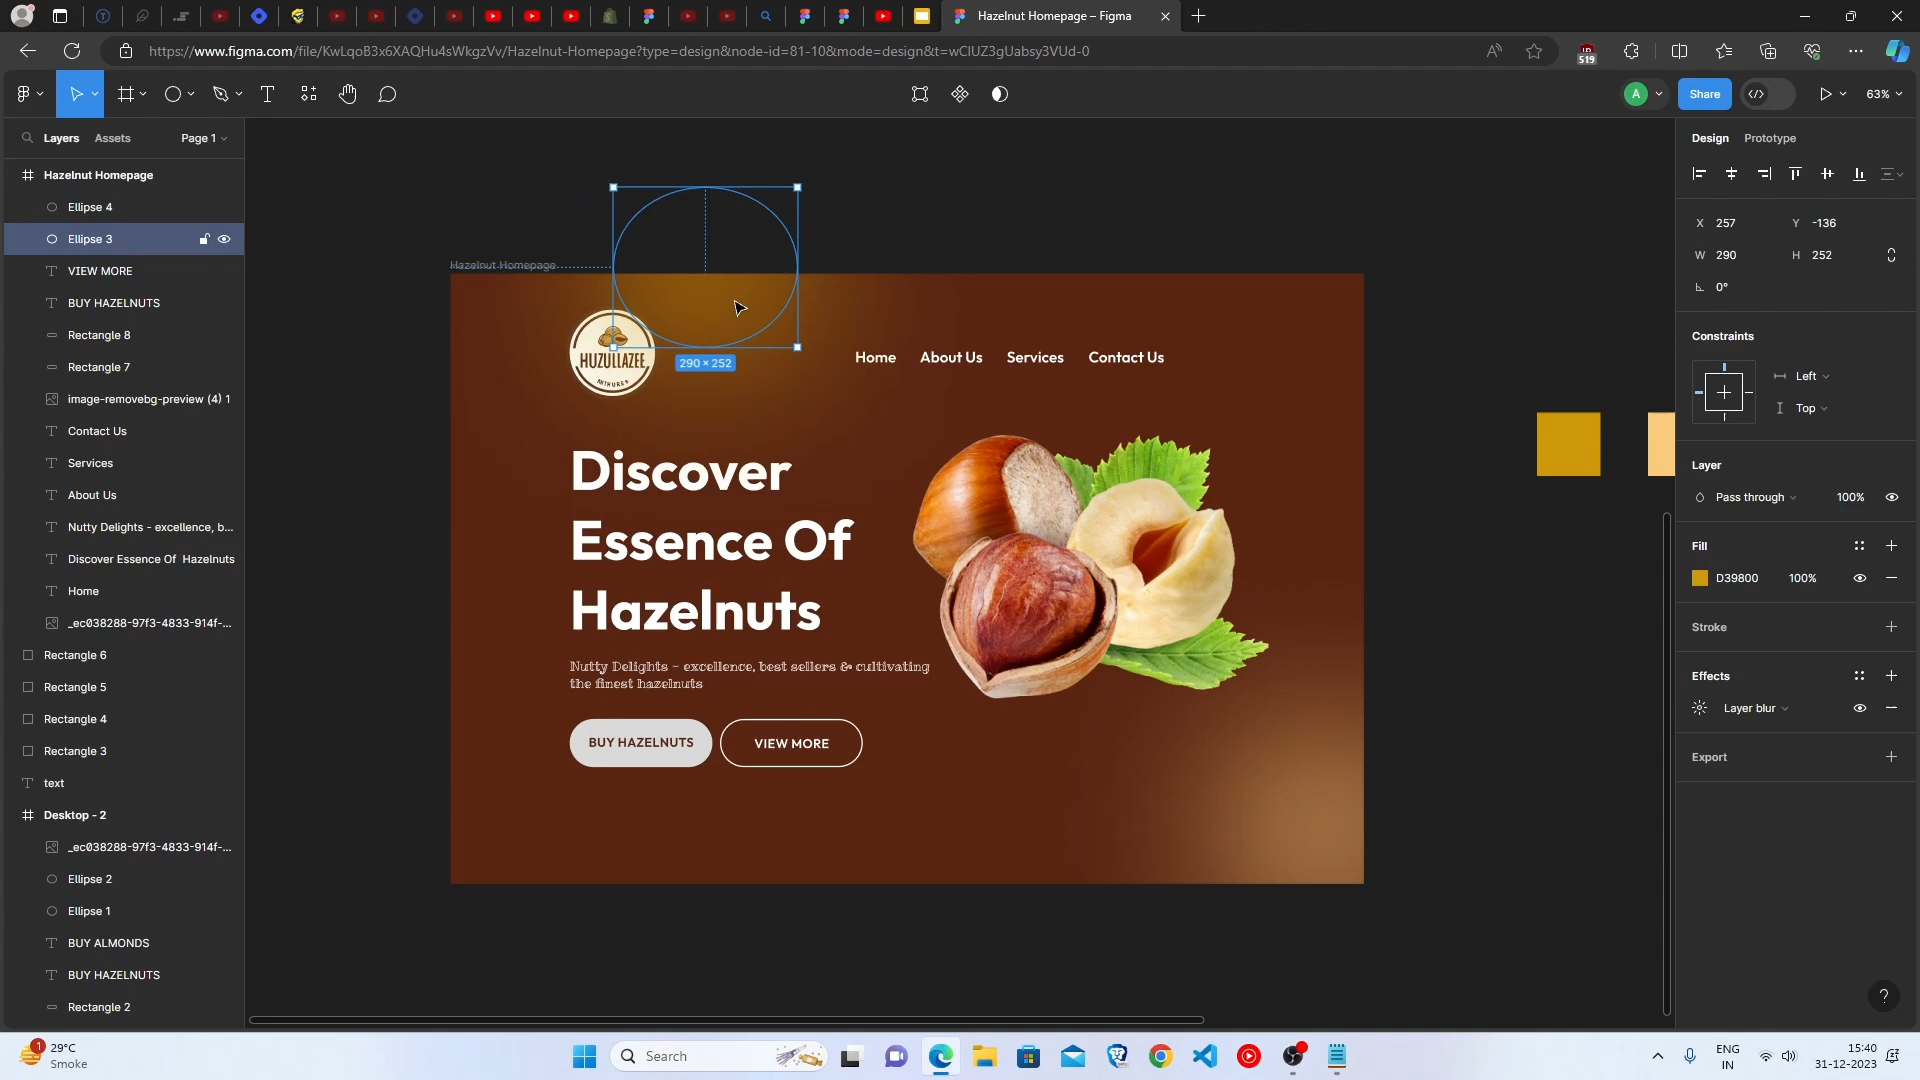 Hazelnut Homepage – Figma
https://www.figma.com/file/KwLqoB3x6XAQHu4sWkgzVv/Hazelnut-Homepage?type=design&node-id=81-10&mode=design&t=wCIUZ3gUabsy3VUd-0
519
A
Share
63%
Layers
Assets
Page 1
Hazelnut Homepage
Ellipse 4
Ellipse 3
VIEW MORE
BUY HAZELNUTS
Rectangle 8
Rectangle 7
image-removebg-preview (4) 1
Contact Us
Services
About Us
Nutty Delights - excellence, b...
Discover Essence Of Hazelnuts
Home
_ec038288-97f3-4833-914f-...
Rectangle 6
Rectangle 5
Rectangle 4
Rectangle 3
text
Desktop - 2
_ec038288-97f3-4833-914f-...
Ellipse 2
Ellipse 1
BUY ALMONDS
BUY HAZELNUTS
Rectangle 2
Hazelnut Homepage
HUZULLAZEE
290 × 252
Home
About Us
Services
Contact Us
Discover
Essence Of
Hazelnuts
Nutty Delights - excellence, best sellers & cultivating
the finest hazelnuts
BUY HAZELNUTS
VIEW MORE
Design
Prototype
X 257
Y -136
W 290
H 252
0°
Constraints
Left
Top
Layer
Pass through
100%
Fill
D39800
100%
Stroke
Effects
Layer blur
Export
?
1
29°C
Smoke
Search
ENG
IN
15:40
31-12-2023